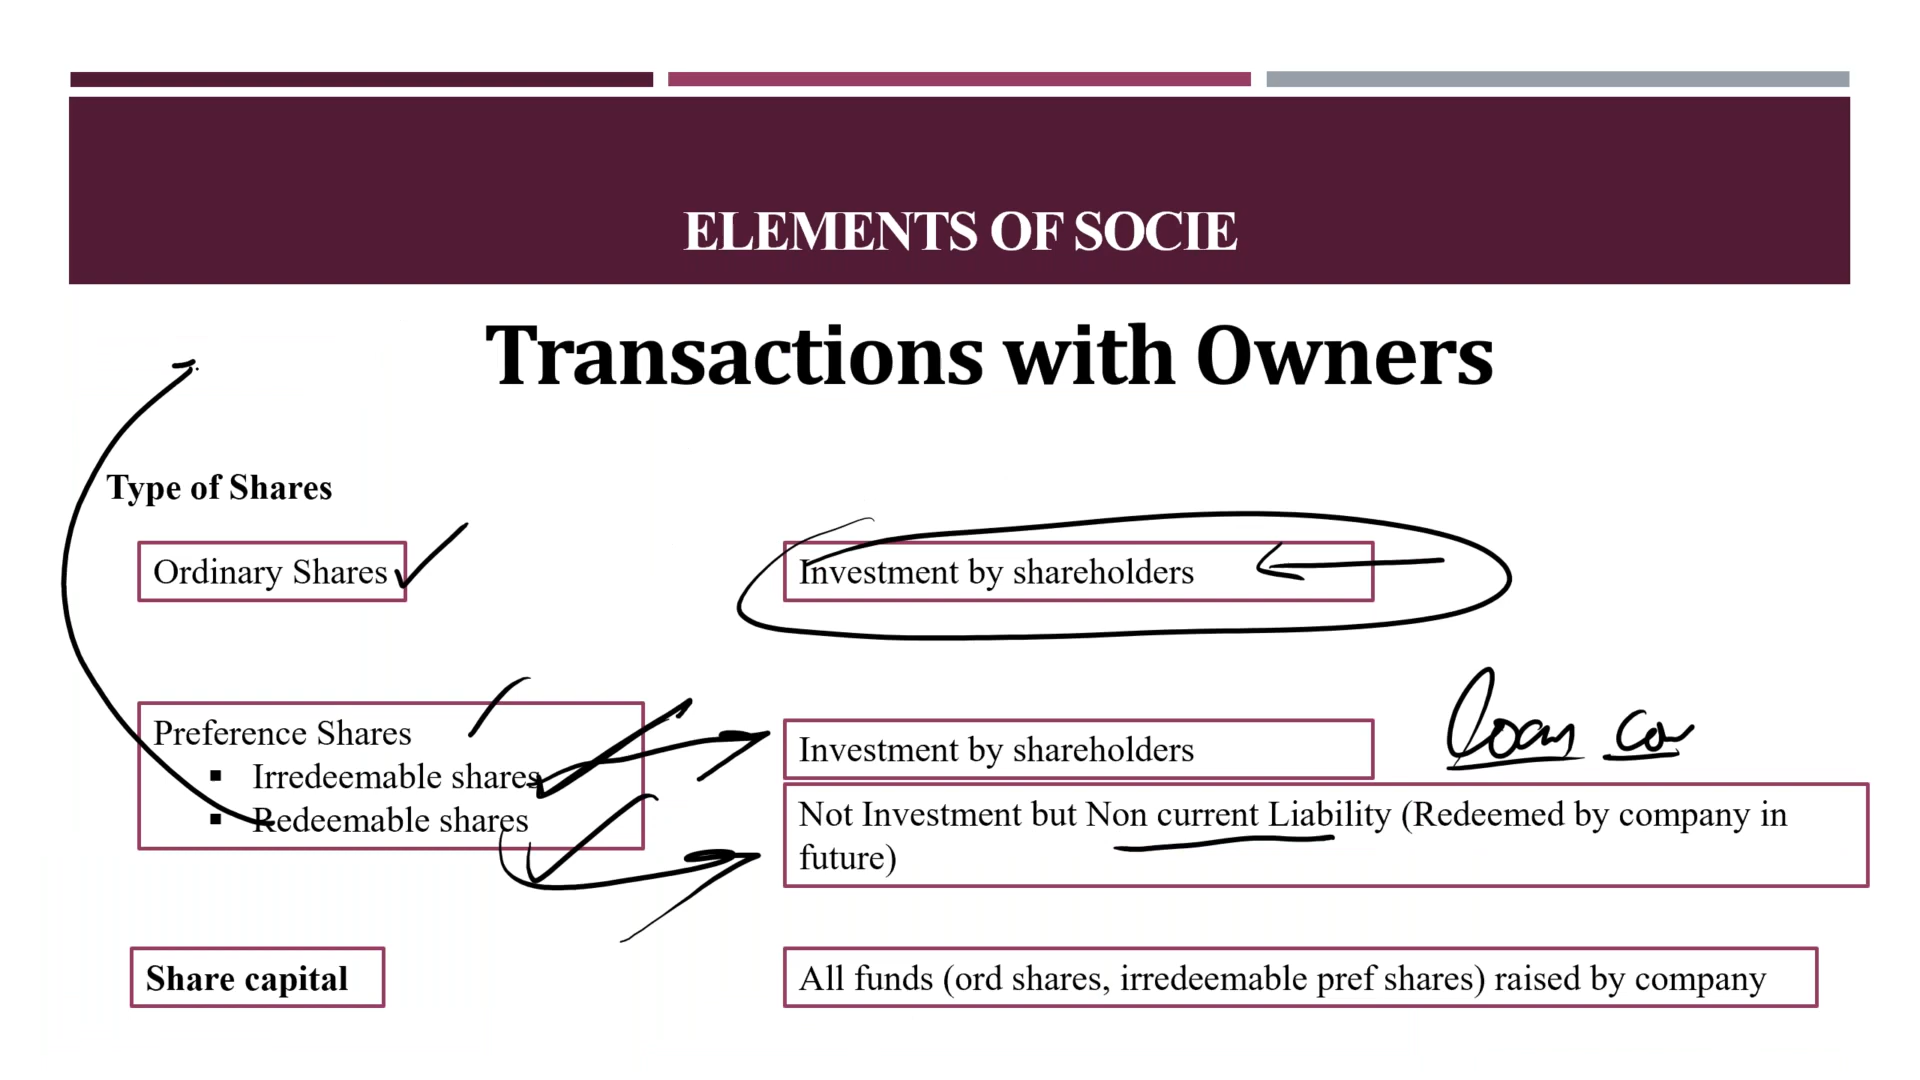 ELEMENTS OF SOCIE
Transactions with Owners
Type of Shares
Ordinary Shares
Investment by shareholders
Preference Shares
▪ Irredeemable shares
▪ Redeemable shares
Investment by shareholders
loan
Not Investment but Non current Liability (Redeemed by company in
future)
Share capital
All funds (ord shares, irredeemable pref shares) raised by company